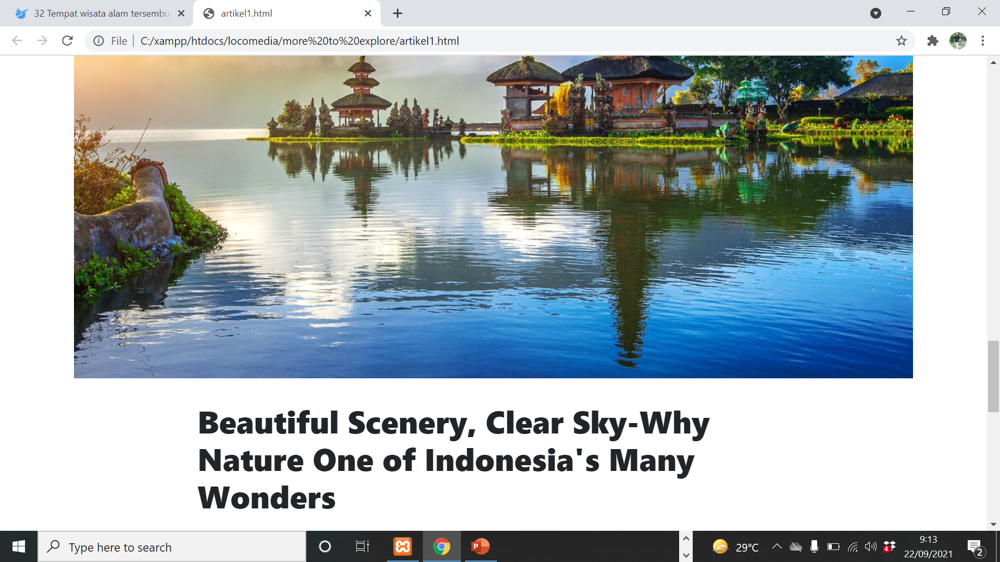 32 Tempat wisata alam tersembu
artikel1.html
File
C:/xampp/htdocs/locomedia/more%20to%20explore/artikel1.html
Beautiful Scenery, Clear Sky-Why
Nature One of Indonesia's Many
Wonders
Type here to search
P
29°C
4
9:13
22/09/2021
2